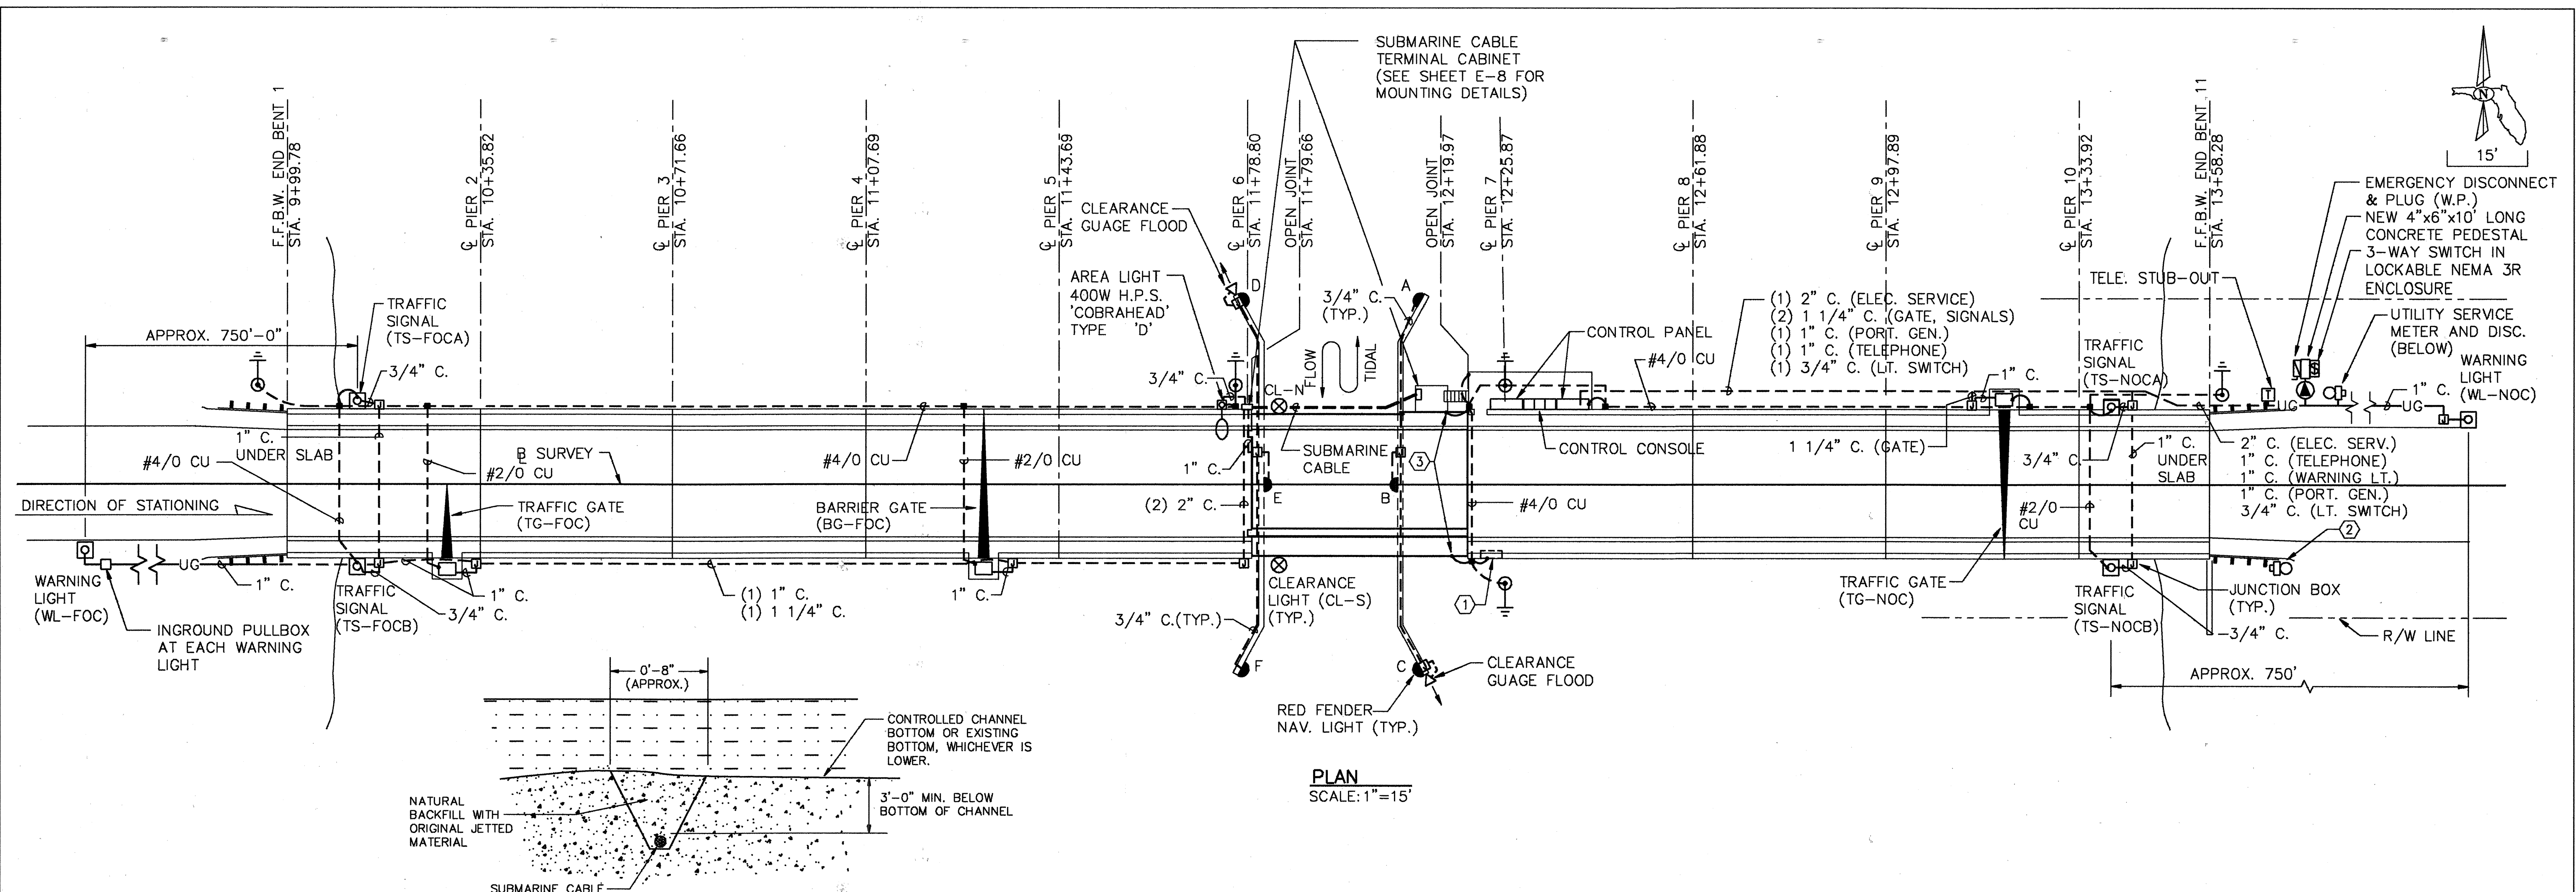 SUBMARINE CABLE
TERMINAL CABINET
(SEE SHEET E-8 FOR
MOUNTING DETAILS)
N
15'
F.F.B.W. END BENT 1
STA. 9+99.78
℄ PIER 2
STA. 10+35.82
℄ PIER 3
STA. 10+71.66
℄ PIER 4
STA. 11+07.69
℄ PIER 5
STA. 11+43.69
℄ PIER 6
STA. 11+78.80
OPEN JOINT
STA. 11+79.66
OPEN JOINT
STA. 12+19.97
℄ PIER 7
STA. 12+25.87
℄ PIER 8
STA. 12+61.88
℄ PIER 9
STA. 12+97.89
℄ PIER 10
STA. 13+33.92
F.F.B.W. END BENT 11
STA. 13+58.28
EMERGENCY DISCONNECT
& PLUG (W.P.)
NEW 4"x6"x10' LONG
CONCRETE PEDESTAL
3-WAY SWITCH IN
LOCKABLE NEMA 3R
ENCLOSURE
UTILITY SERVICE
METER AND DISC.
(BELOW)
WARNING
LIGHT
(WL-NOC)
TELE. STUB-OUT
T
1" C.
UG
UG
CLEARANCE
GUAGE FLOOD
AREA LIGHT
400W H.P.S.
'COBRAHEAD'
TYPE 'D'
D
A
3/4" C.
(TYP.)
FLOW
TIDAL
(1) 2" C. (ELEC. SERVICE)
(2) 1 1/4" C. (GATE, SIGNALS)
(1) 1" C. (PORT. GEN.)
(1) 1" C. (TELEPHONE)
(1) 3/4" C. (LT. SWITCH)
CONTROL PANEL
#4/0 CU
TRAFFIC
SIGNAL
(TS-NOCA)
APPROX. 750'-0"
TRAFFIC
SIGNAL
(TS-FOCA)
3/4" C.
3/4" C.
CL-N
1" C.
1" C.
UNDER SLAB
#4/0 CU
#2/0 CU
B SURVEY
#4/0 CU
#2/0 CU
1" C.
SUBMARINE
CABLE
3
CONTROL CONSOLE
1 1/4" C. (GATE)
3/4" C.
1" C.
UNDER
SLAB
2" C. (ELEC. SERV.)
1" C. (TELEPHONE)
1" C. (WARNING LT.)
1" C. (PORT. GEN.)
3/4" C. (LT. SWITCH)
DIRECTION OF STATIONING
TRAFFIC GATE
(TG-FOC)
BARRIER GATE
(BG-FOC)
(2) 2" C.
E
B
#4/0 CU
#2/0
CU
2
WARNING
LIGHT
(WL-FOC)
UG
1" C.
INGROUND PULLBOX
AT EACH WARNING
LIGHT
TRAFFIC
SIGNAL
(TS-FOCB)
1" C.
3/4" C.
(1) 1" C.
(1) 1 1/4" C.
1" C.
CLEARANCE
LIGHT (CL-S)
(TYP.)
3/4" C.(TYP.)
1
TRAFFIC GATE
(TG-NOC)
TRAFFIC
SIGNAL
(TS-NOCB)
JUNCTION BOX
(TYP.)
3/4" C.
R/W LINE
APPROX. 750'
F
C
CLEARANCE
GUAGE FLOOD
RED FENDER
NAV. LIGHT (TYP.)
0'-8"
(APPROX.)
CONTROLLED CHANNEL
BOTTOM OR EXISTING
BOTTOM, WHICHEVER IS
LOWER.
NATURAL
BACKFILL WITH
ORIGINAL JETTED
MATERIAL
3'-0" MIN. BELOW
BOTTOM OF CHANNEL
SUBMARINE CABLE
PLAN
SCALE: 1"=15'